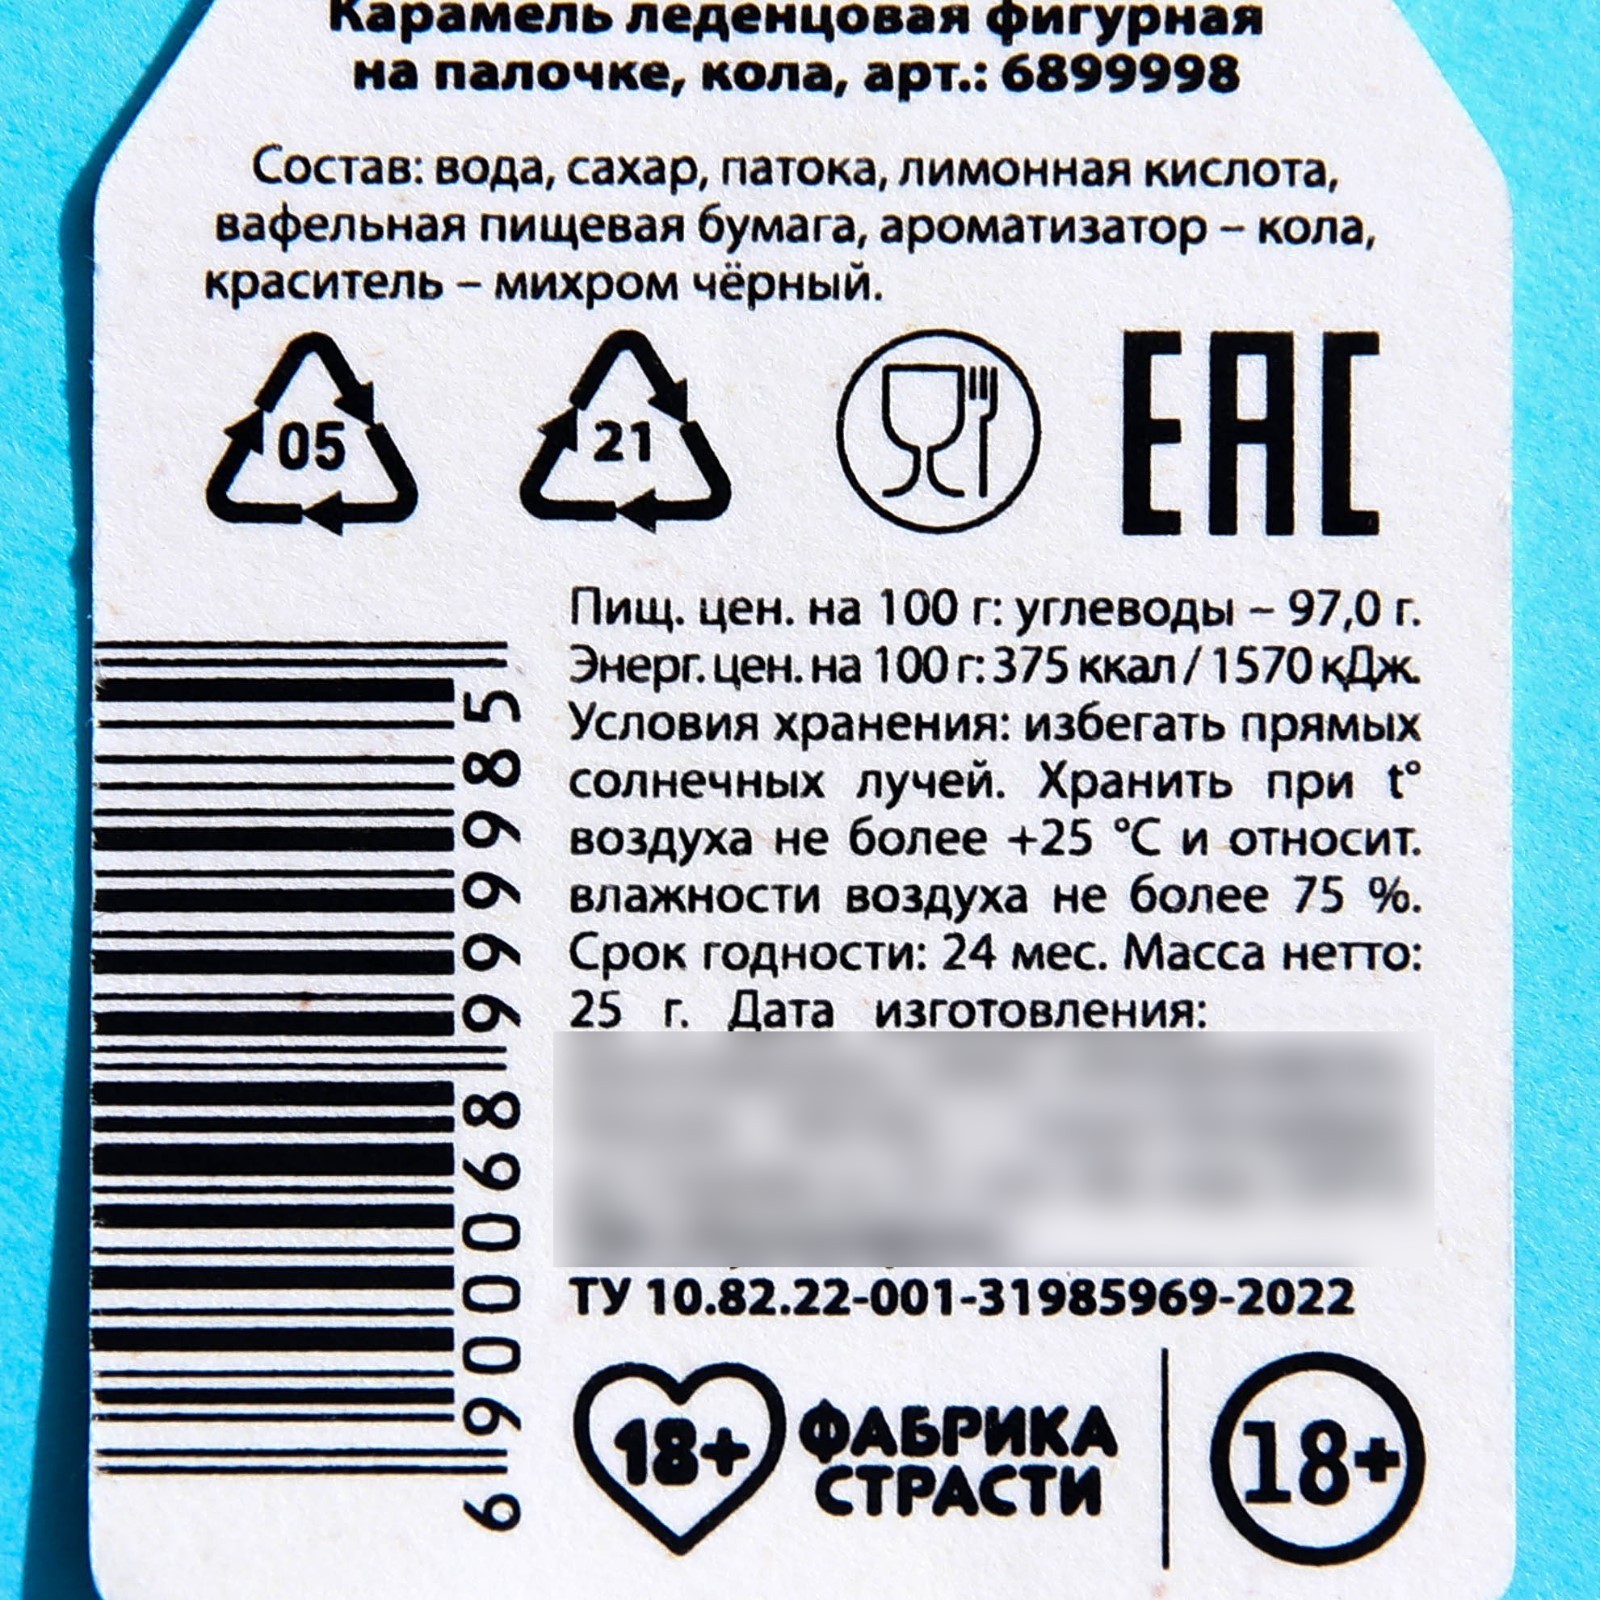 Карамель леденцовая фигурная
на палочке, кола, арт.: 6899998
Состав: вода, сахар, патока, лимонная кислота,
вафельная пищевая бумага, ароматизатор – кола,
краситель – михром чёрный.
05
21
EAC
Пищ. цен. на 100 г: углеводы – 97,0 г.
Энерг. цен. на 100 г: 375 ккал / 1570 кДж.
Условия хранения: избегать прямых
солнечных лучей. Хранить при t°
воздуха не более +25 °С и относит.
влажности воздуха не более 75 %.
Срок годности: 24 мес. Масса нетто:
25 г. Дата изготовления:
ТУ 10.82.22-001-31985969-2022
6 900068 999985
18+
ФАБРИКА
СТРАСТИ
18+